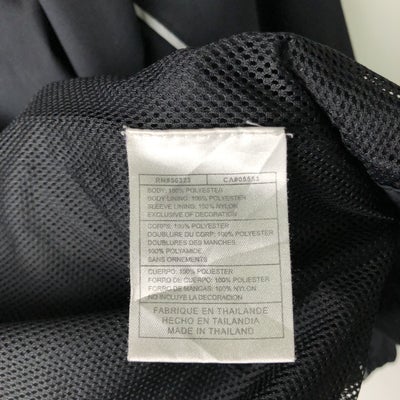 RN#56323 CA#05553
BODY: 100% POLYESTER
BODY LINING: 100% POLYESTER
SLEEVE LINING: 100% NYLON
EXCLUSIVE OF DECORATION
CORPS: 100% POLYESTER
DOUBLURE DU CORP: 100% POLYESTER
DOUBLURES DES MANCHES:
100% POLYAMIDE
SANS ORNEMENTS
CUERPO: 100% POLIESTER
FORRO DE CUERPO: 100% POLIESTER
FORRO DE MANGAS: 100% NYLON
NO INCLUYE LA DECORACION
FABRIQUE EN THAILANDE
HECHO EN TAILANDIA
MADE IN THAILAND